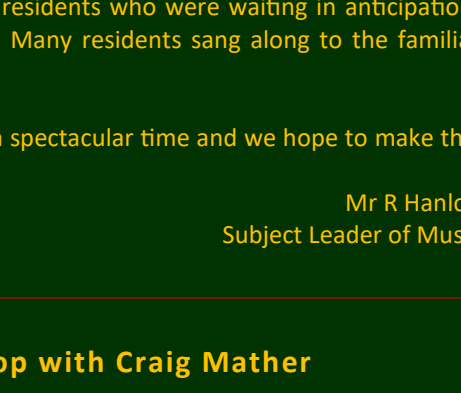 residents who were waiting in anticipatio
Many residents sang along to the familia
spectacular time and we hope to make th
Mr R Hanlo
Subject Leader of Mus
op with Craig Mather